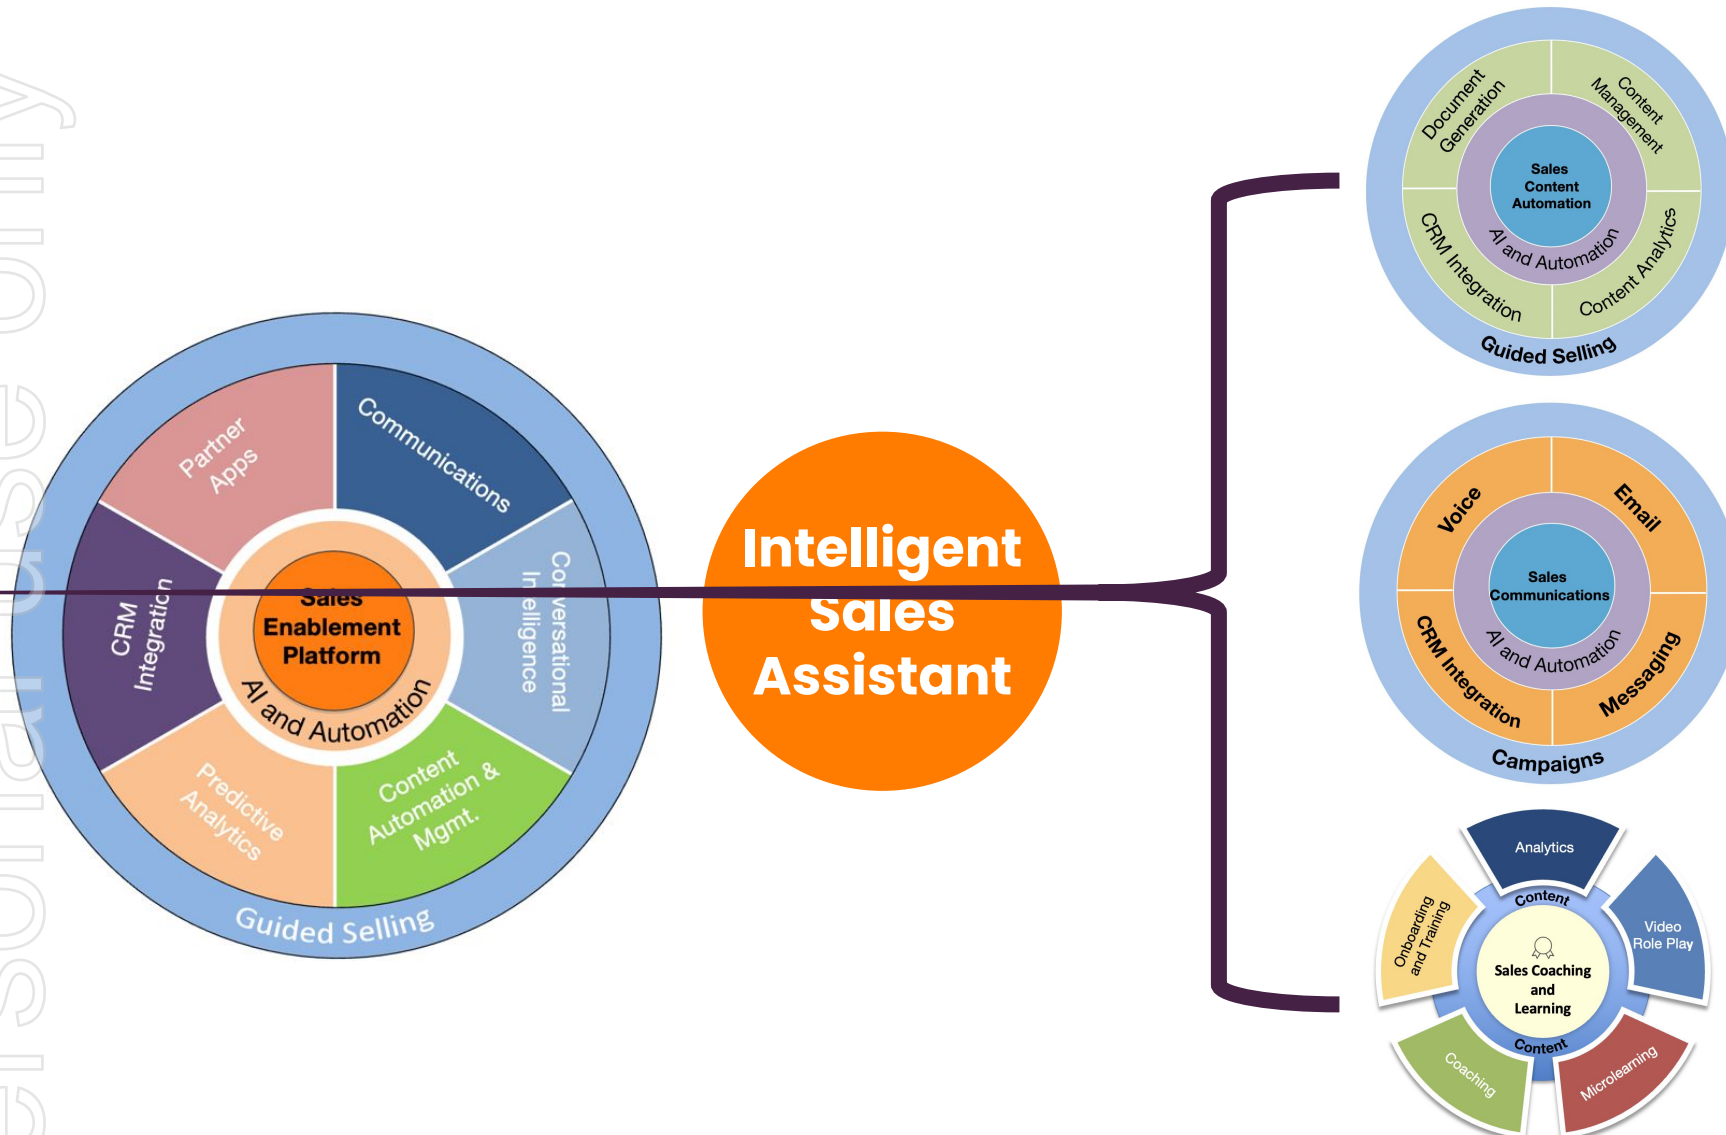 ersonal use only
Partner
Apps
Communications
Conversational
Intelligence
Content
Automation &
Mgmt.
Predictive
Analytics
CRM
Integration
Sales
Enablement
Platform
AI and Automation
Guided Selling
Intelligent
Sales
Assistant
Document
Generation
Content
Management
CRM Integration
Content Analytics
Sales
Content
Automation
AI and Automation
Guided Selling
Voice
Email
CRM Integration
Messaging
Sales
Communications
AI and Automation
Campaigns
Analytics
Onboarding
and Training
Video
Role Play
Content
Sales Coaching
and
Learning
Content
Coaching
Microlearning